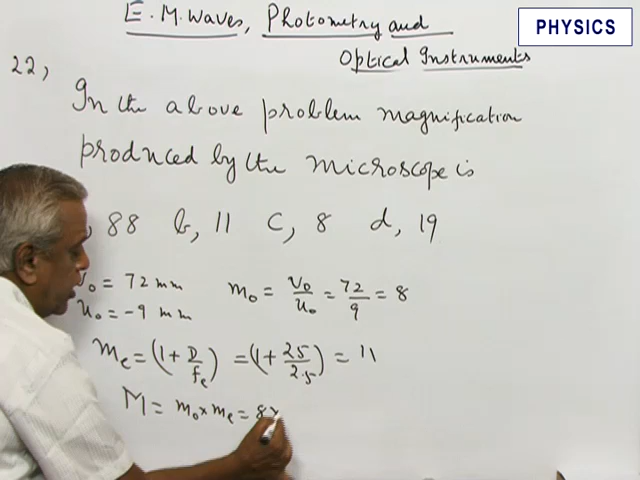 E.M. Waves, Photometry and
Optical Instruments
PHYSICS
22,
In the above problem magnification
produced by the microscope is
, 88 b, 11 c, 8 d, 19
v₀ = 72 mm
u₀ = -9 mm
m₀ = v₀/u₀ = 72/9 = 8
mₑ = (1 + D/fₑ) = (1 + 25/2.5) = 11
M = m₀ × mₑ = 8×